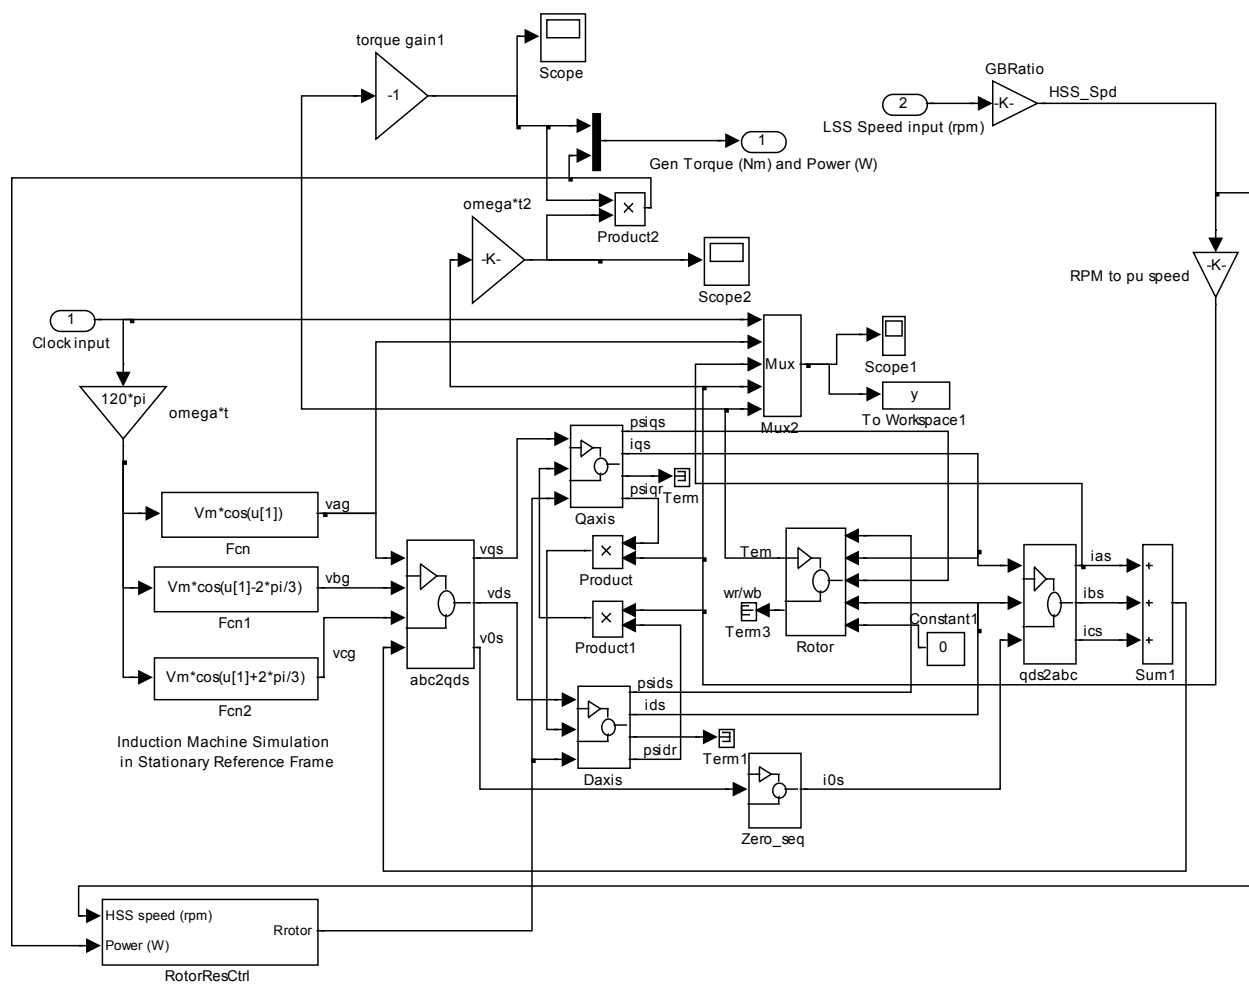 torque gain1
-1
Scope
GBRatio
-K-
HSS_Spd
2
LSS Speed input (rpm)
1
Gen Torque (Nm) and Power (W)
omega*t2
-K-
×
Product2
Scope2
-K-
RPM to pu speed
1
Clock input
120*pi
omega*t
Mux
Mux2
Scope1
y
To Workspace1
psiqs
iqs
psiqr
Term
Qaxis
Vm*cos(u[1])
Fcn
vag
Vm*cos(u[1]-2*pi/3)
Fcn1
vbg
Vm*cos(u[1]+2*pi/3)
Fcn2
vcg
vqs
vds
v0s
abc2qds
×
Product
×
Product1
Tem
wr/wb
Term3
Rotor
Constant1
0
ias
ibs
ics
qds2abc
+
+
+
Sum1
psids
ids
psidr
Term1
Daxis
Induction Machine Simulation
in Stationary Reference Frame
i0s
Zero_seq
HSS speed (rpm)
Power (W)
Rrotor
RotorResCtrl